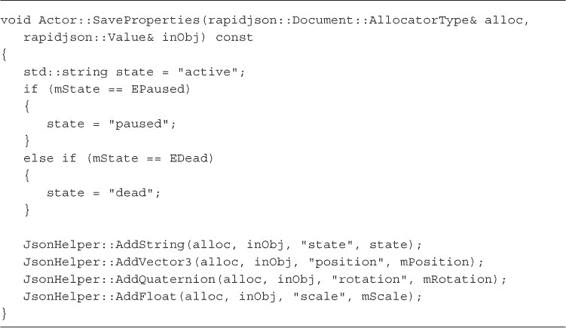 void Actor::SaveProperties(rapidjson::Document::AllocatorType& alloc,
   rapidjson::Value& inObj) const
{
   std::string state = "active";
   if (mState == EPaused)
   {
      state = "paused";
   }
   else if (mState == EDead)
   {
      state = "dead";
   }

   JsonHelper::AddString(alloc, inObj, "state", state);
   JsonHelper::AddVector3(alloc, inObj, "position", mPosition);
   JsonHelper::AddQuaternion(alloc, inObj, "rotation", mRotation);
   JsonHelper::AddFloat(alloc, inObj, "scale", mScale);
}